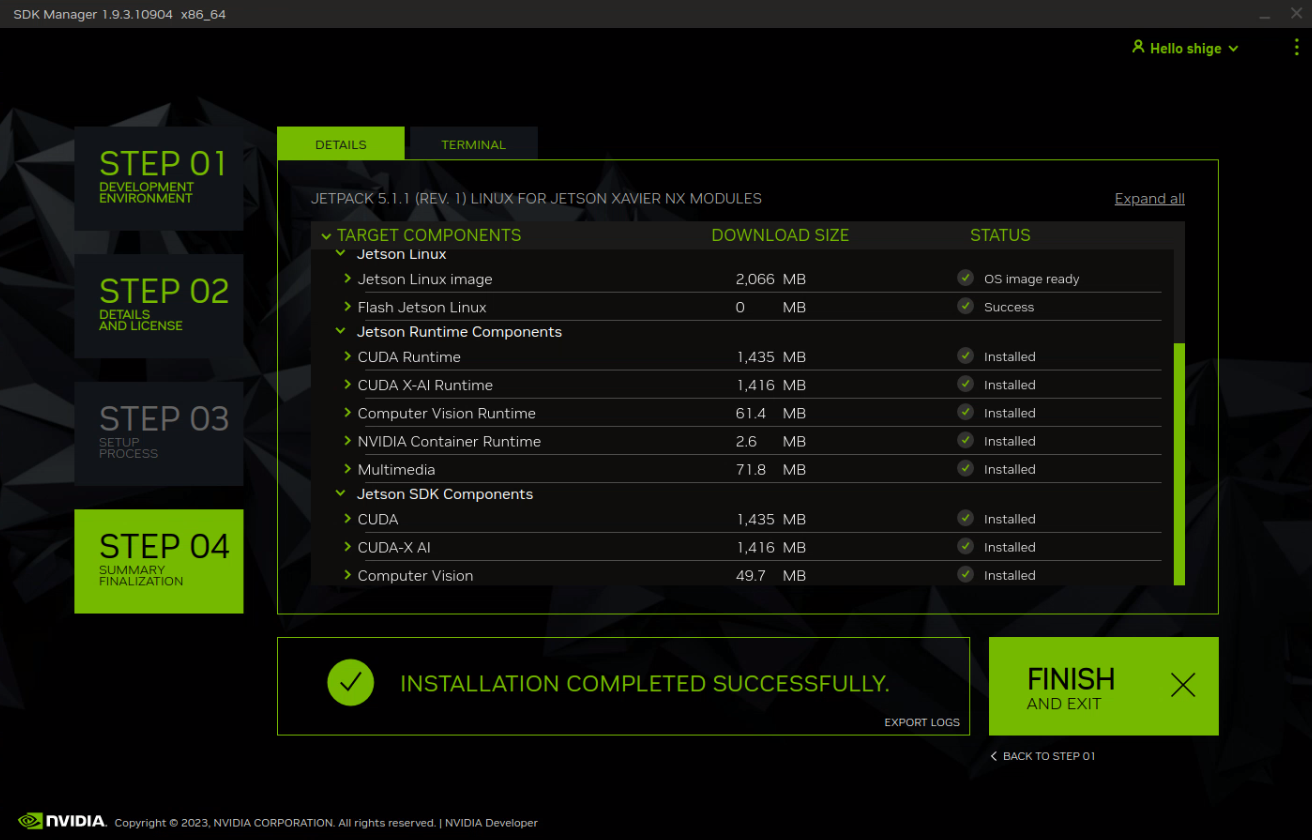 SDK Manager 1.9.3.10904 x86_64
Hello shige
STEP 01
DEVELOPMENT
ENVIRONMENT
STEP 02
DETAILS
AND LICENSE
STEP 03
SETUP
PROCESS
STEP 04
SUMMARY
FINALIZATION
DETAILS TERMINAL
JETPACK 5.1.1 (REV. 1) LINUX FOR JETSON XAVIER NX MODULES Expand all
TARGET COMPONENTS DOWNLOAD SIZE STATUS
Jetson Linux
Jetson Linux image 2,066 MB OS image ready
Flash Jetson Linux 0 MB Success
Jetson Runtime Components
CUDA Runtime 1,435 MB Installed
CUDA X-AI Runtime 1,416 MB Installed
Computer Vision Runtime 61.4 MB Installed
NVIDIA Container Runtime 2.6 MB Installed
Multimedia 71.8 MB Installed
Jetson SDK Components
CUDA 1,435 MB Installed
CUDA-X AI 1,416 MB Installed
Computer Vision 49.7 MB Installed
INSTALLATION COMPLETED SUCCESSFULLY.
EXPORT LOGS
FINISH
AND EXIT
BACK TO STEP 01
NVIDIA. Copyright © 2023, NVIDIA CORPORATION. All rights reserved. | NVIDIA Developer